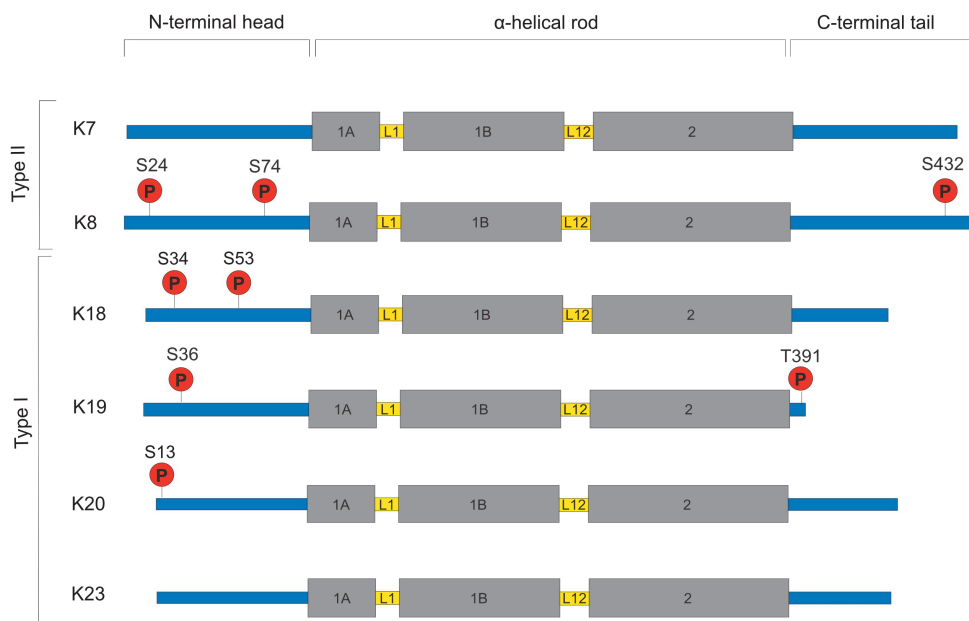 N-terminal head α-helical rod C-terminal tail
Type II
K7 1A L1 1B L12 2
S24 S74 S432
P P P
K8 1A L1 1B L12 2
Type I
S34 S53
P P
K18 1A L1 1B L12 2
S36 T391
P P
K19 1A L1 1B L12 2
S13
P
K20 1A L1 1B L12 2
K23 1A L1 1B L12 2